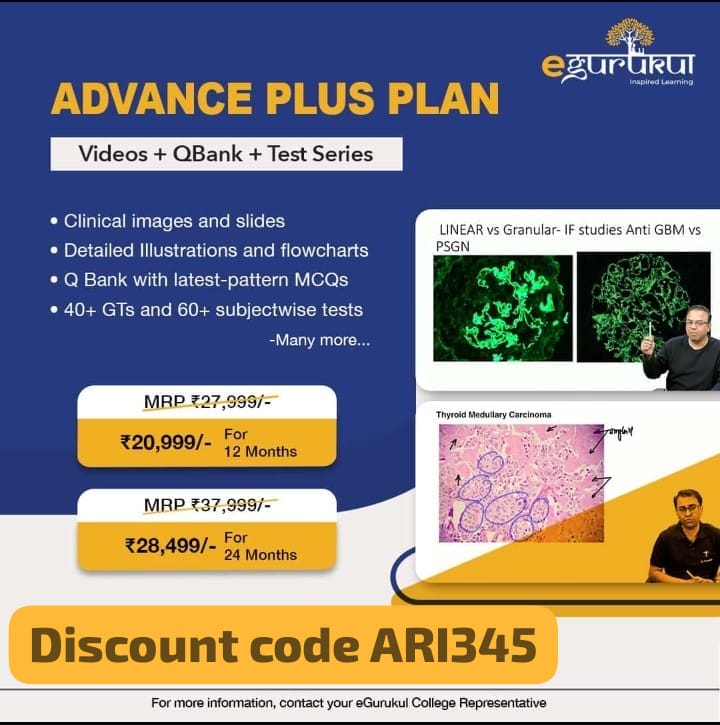 egurukul
Inspired Learning
ADVANCE PLUS PLAN
Videos + QBank + Test Series
• Clinical images and slides
• Detailed Illustrations and flowcharts
• Q Bank with latest-pattern MCQs
• 40+ GTs and 60+ subjectwise tests
-Many more...
MRP ₹27,999/-
₹20,999/- For
12 Months
MRP ₹37,999/-
₹28,499/- For
24 Months
LINEAR vs Granular- IF studies Anti GBM vs
PSGN
Thyroid Medullary Carcinoma
Discount code ARI345
For more information, contact your eGurukul College Representative